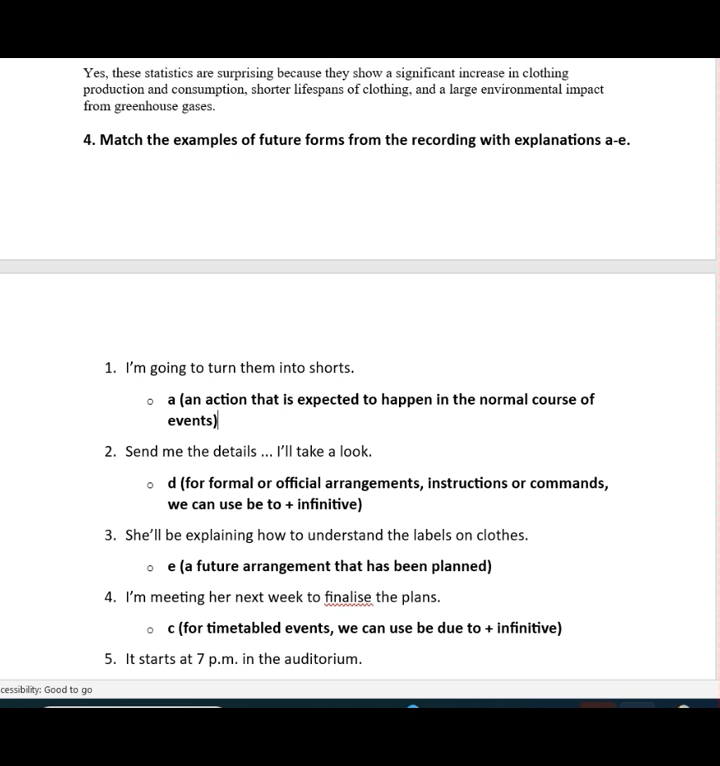 Yes, these statistics are surprising because they show a significant increase in clothing
production and consumption, shorter lifespans of clothing, and a large environmental impact
from greenhouse gases.
4. Match the examples of future forms from the recording with explanations a-e.
1. I'm going to turn them into shorts.
o a (an action that is expected to happen in the normal course of
events)
2. Send me the details ... I'll take a look.
o d (for formal or official arrangements, instructions or commands,
we can use be to + infinitive)
3. She'll be explaining how to understand the labels on clothes.
o e (a future arrangement that has been planned)
4. I'm meeting her next week to finalise the plans.
o c (for timetabled events, we can use be due to + infinitive)
5. It starts at 7 p.m. in the auditorium.
cessibility: Good to go